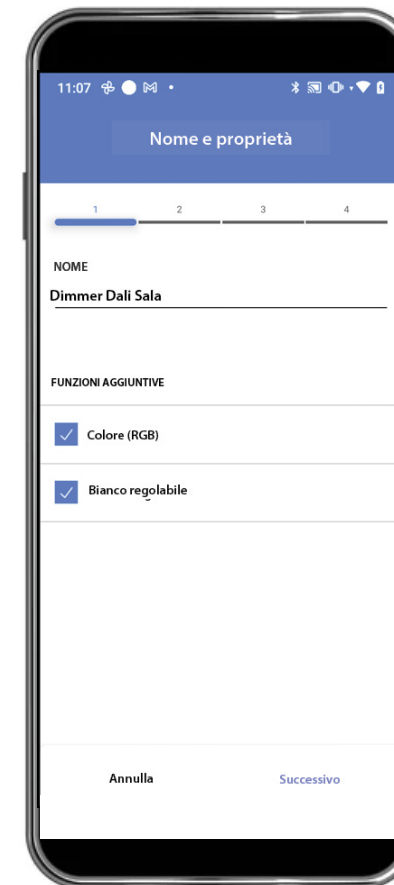 11:07
Nome e proprietà
1 2 3 4
NOME
Dimmer Dali Sala
FUNZIONI AGGIUNTIVE
Colore (RGB)
Bianco regolabile
Annulla Successivo